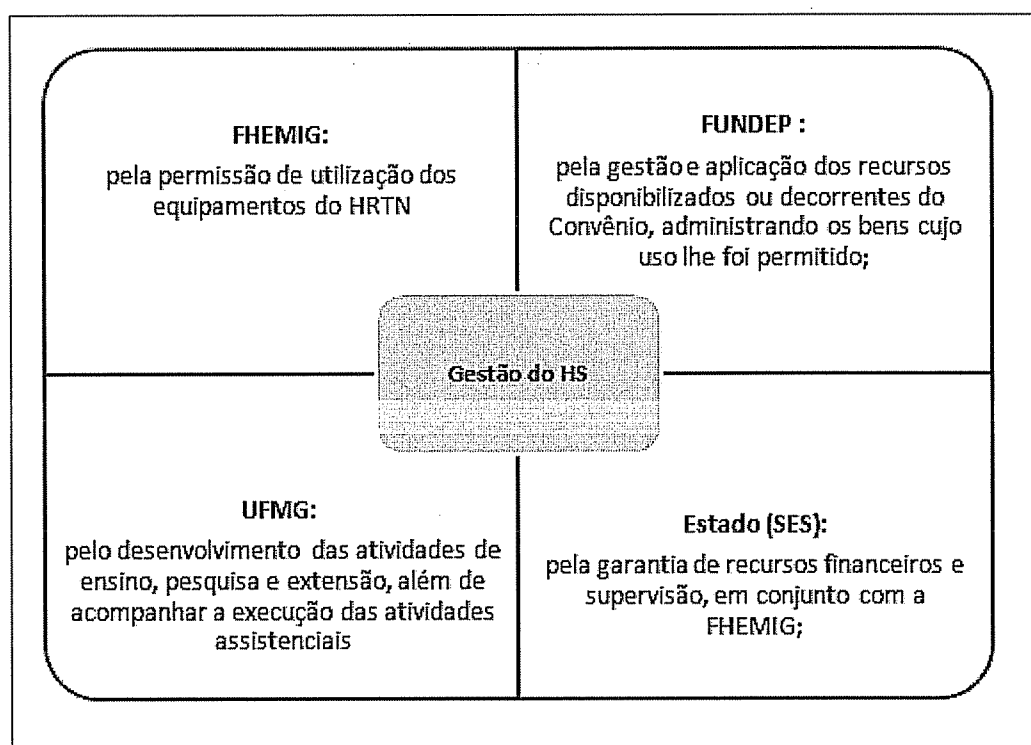 FHEMIG:
pela permissão de utilização dos
equipamentos do HRTN
FUNDEP :
pela gestão e aplicação dos recursos
disponibilizados ou decorrentes do
Convênio, administrando os bens cujo
uso lhe foi permitido;
Gestão do HS
UFMG:
pelo desenvolvimento das atividades de
ensino, pesquisa e extensão, além de
acompanhar a execução das atividades
assistenciais
Estado (SES):
pela garantia de recursos financeiros e
supervisão, em conjunto com a
FHEMIG;